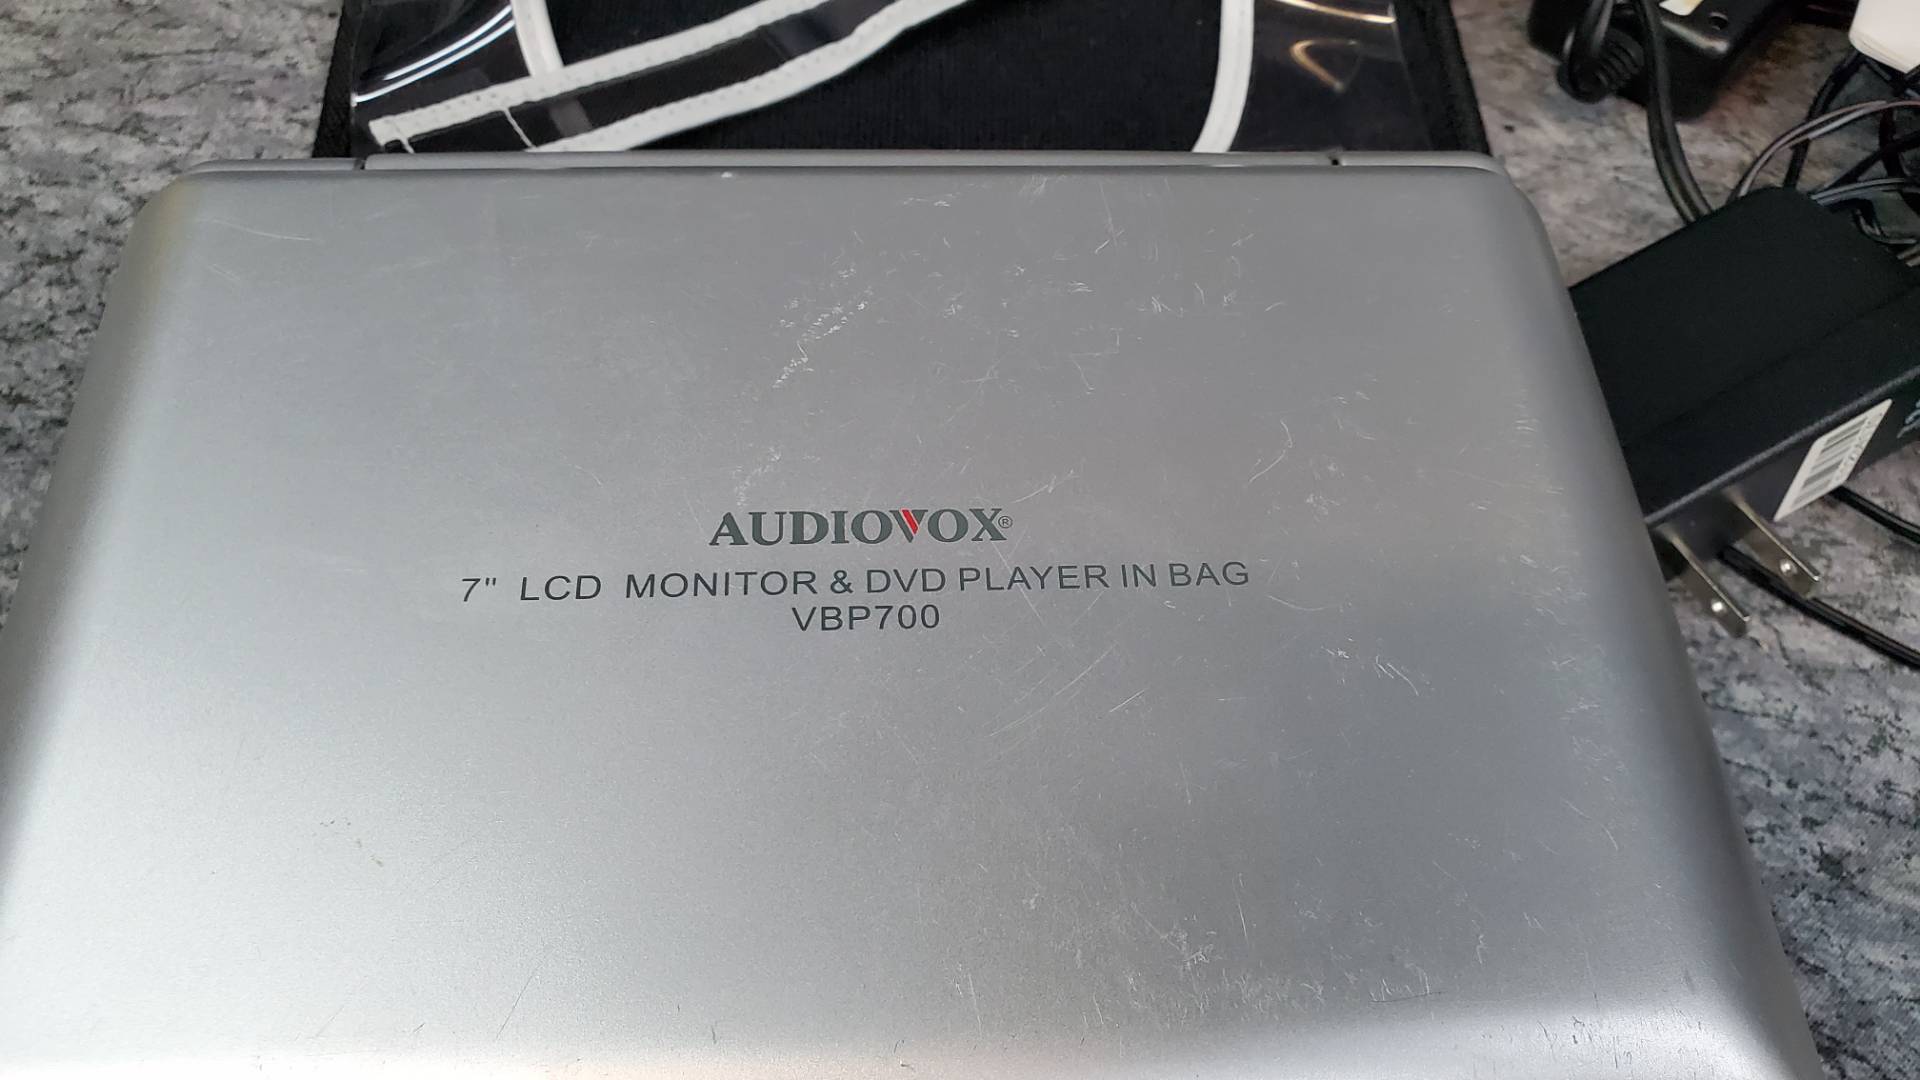 AUDIOVOX®
7" LCD MONITOR & DVD PLAYER IN BAG
VBP700